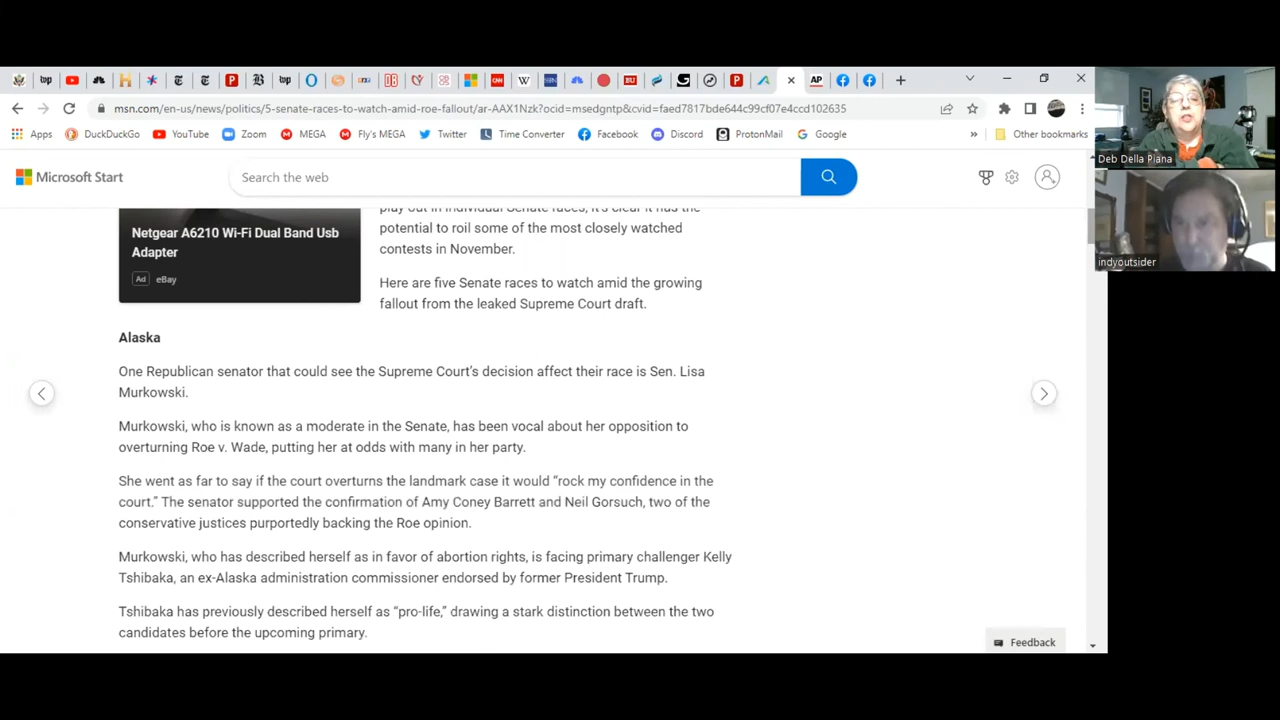 msn.com/en-us/news/politics/5-senate-races-to-watch-amid-roe-fallout/ar-AAX1Nzk?ocid=msedgntp&cvid=faed7817bde644c99cf07e4ccd102635
Apps DuckDuckGo YouTube Zoom MEGA Fly's MEGA Twitter Time Converter Facebook Discord ProtonMail Google » Other bookmarks
Deb Della Piana
indyoutsider
Microsoft Start
Search the web
play out in individual Senate races, it's clear it has the
potential to roil some of the most closely watched
contests in November.
Netgear A6210 Wi-Fi Dual Band Usb
Adapter
Ad eBay
Here are five Senate races to watch amid the growing
fallout from the leaked Supreme Court draft.
Alaska
One Republican senator that could see the Supreme Court's decision affect their race is Sen. Lisa
Murkowski.
Murkowski, who is known as a moderate in the Senate, has been vocal about her opposition to
overturning Roe v. Wade, putting her at odds with many in her party.
She went as far to say if the court overturns the landmark case it would “rock my confidence in the
court.” The senator supported the confirmation of Amy Coney Barrett and Neil Gorsuch, two of the
conservative justices purportedly backing the Roe opinion.
Murkowski, who has described herself as in favor of abortion rights, is facing primary challenger Kelly
Tshibaka, an ex-Alaska administration commissioner endorsed by former President Trump.
Tshibaka has previously described herself as “pro-life,” drawing a stark distinction between the two
candidates before the upcoming primary.
Feedback